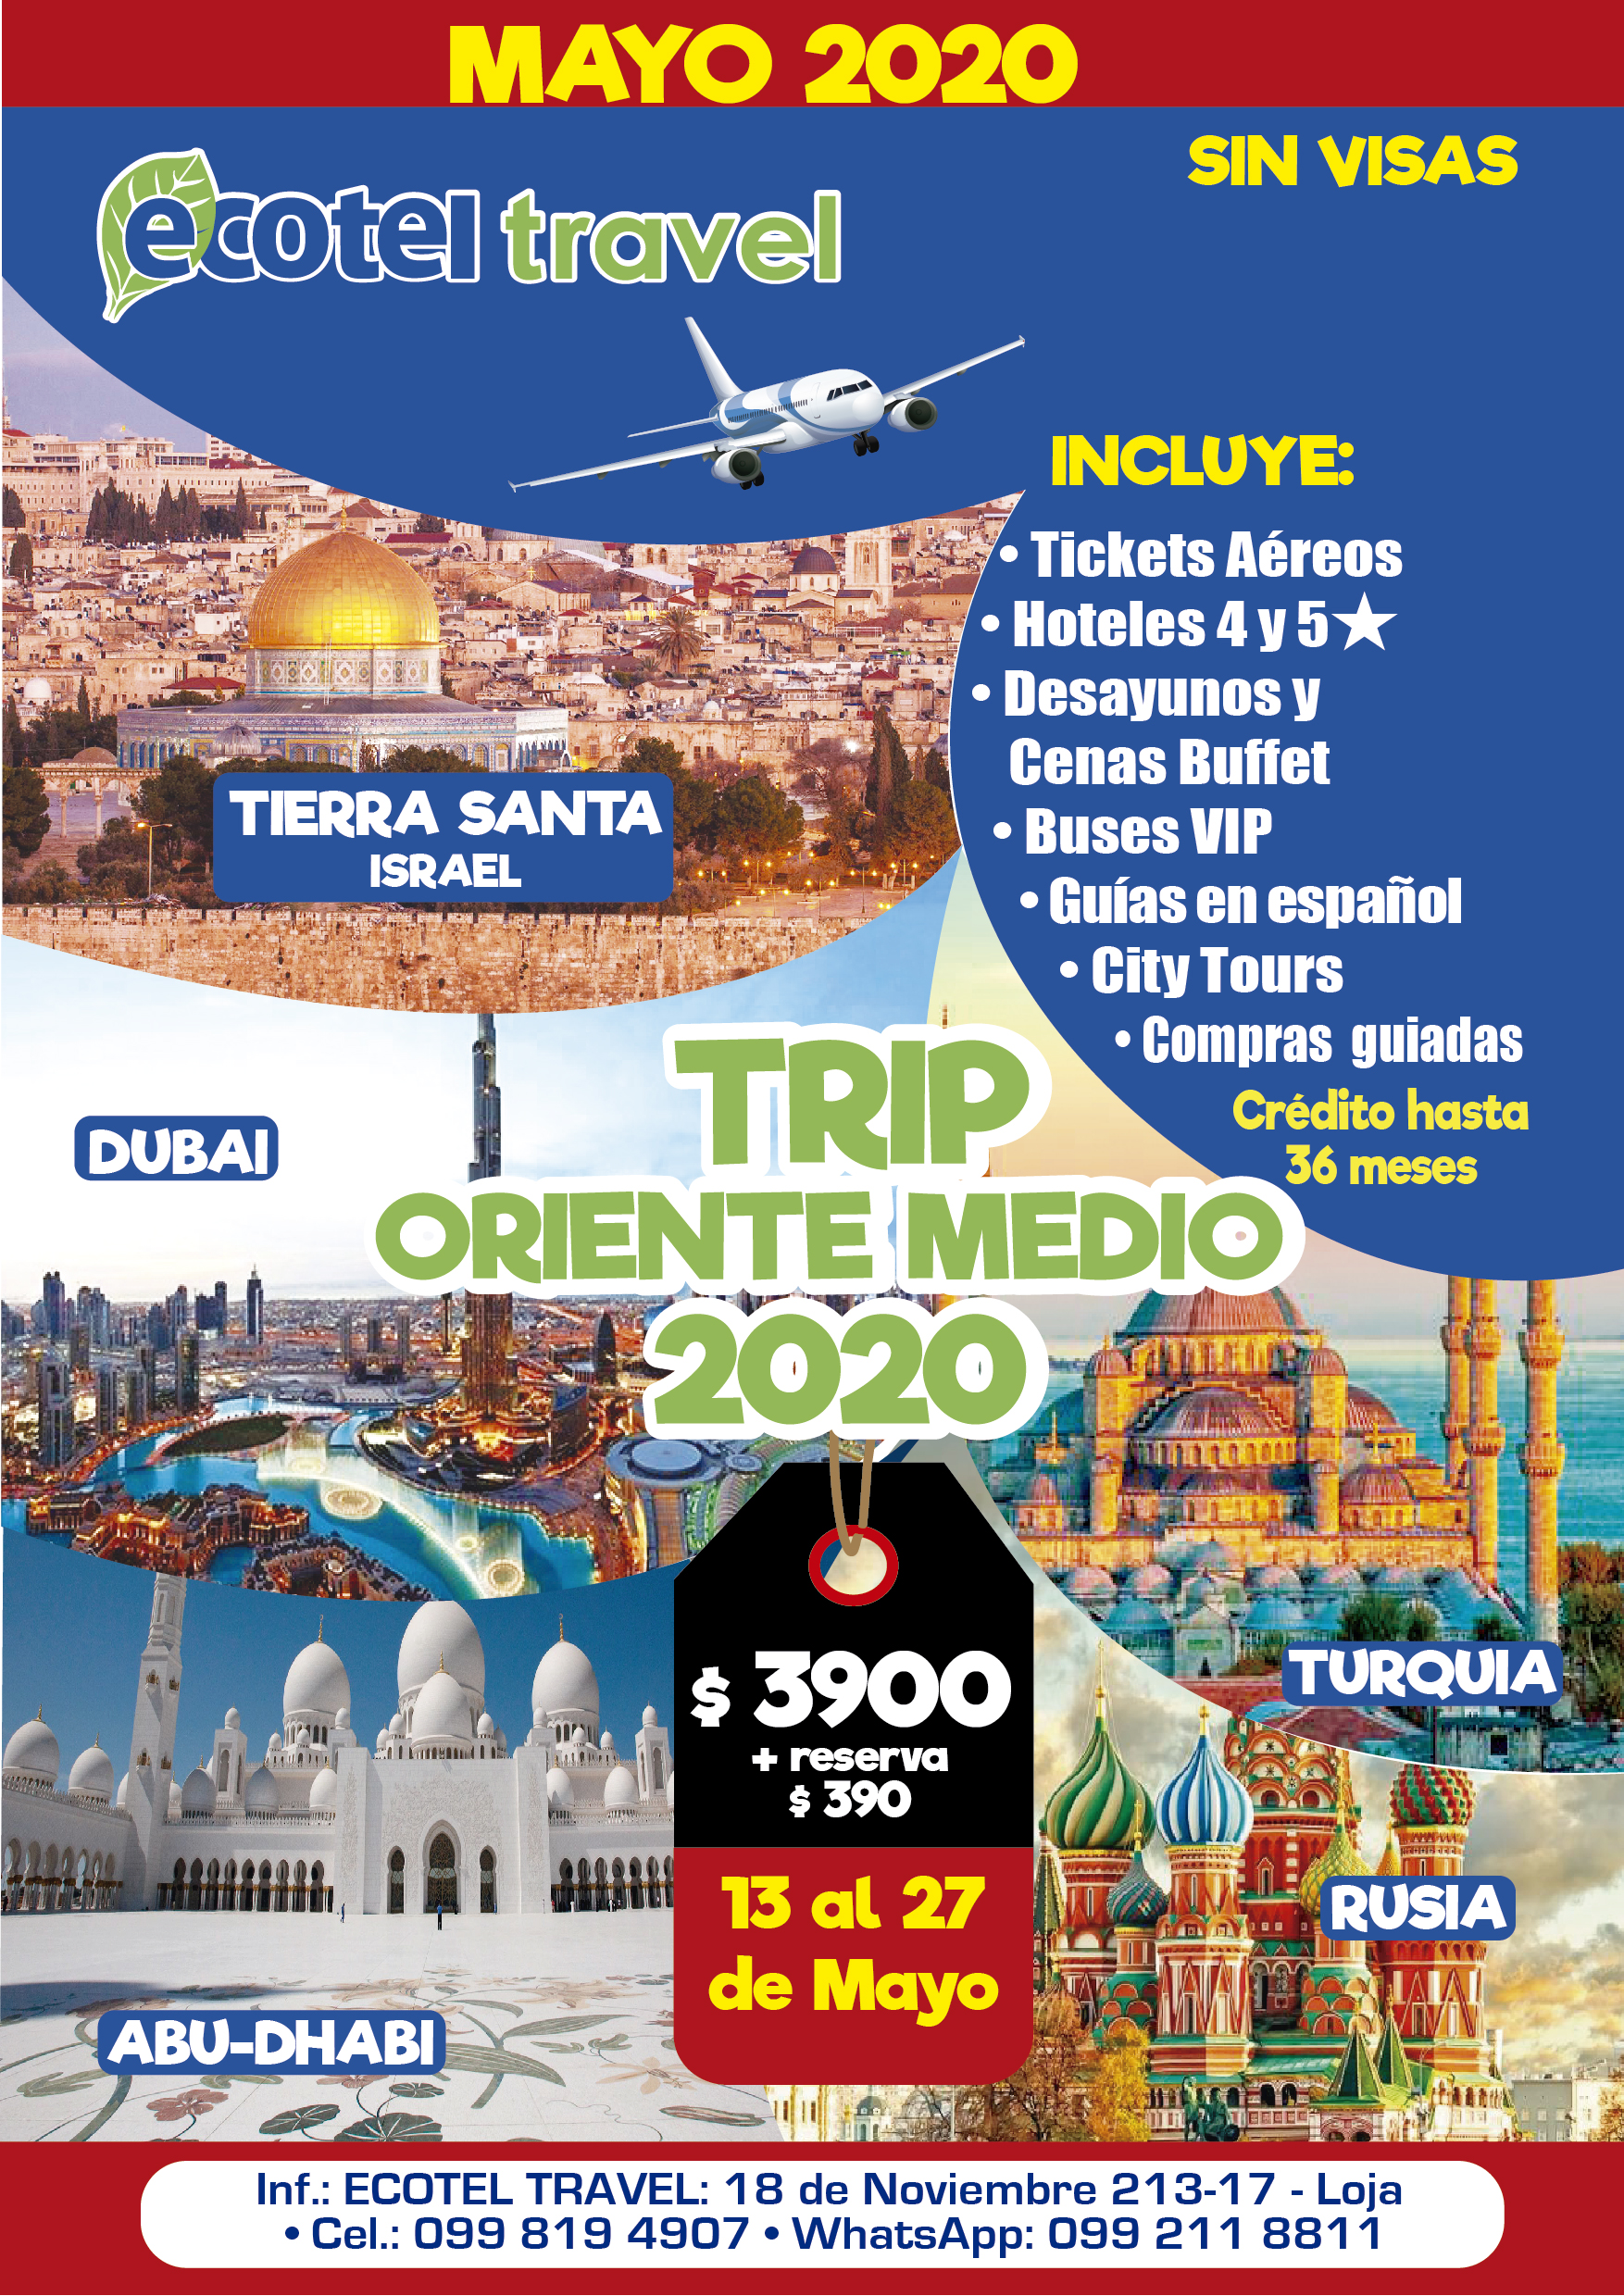 MAYO 2020
SIN VISAS
ecotel travel
INCLUYE:
• Tickets Aéreos
• Hoteles 4 y 5★
• Desayunos y
Cenas Buffet
• Buses VIP
• Guías en español
• City Tours
• Compras guiadas
Crédito hasta
36 meses
TIERRA SANTA
ISRAEL
DUBAI
TRIP
ORIENTE MEDIO
2020
$ 3900
+ reserva
$ 390
13 al 27
de Mayo
TURQUIA
RUSIA
ABU-DHABI
Inf.: ECOTEL TRAVEL: 18 de Noviembre 213-17 - Loja
• Cel.: 099 819 4907 • WhatsApp: 099 211 8811